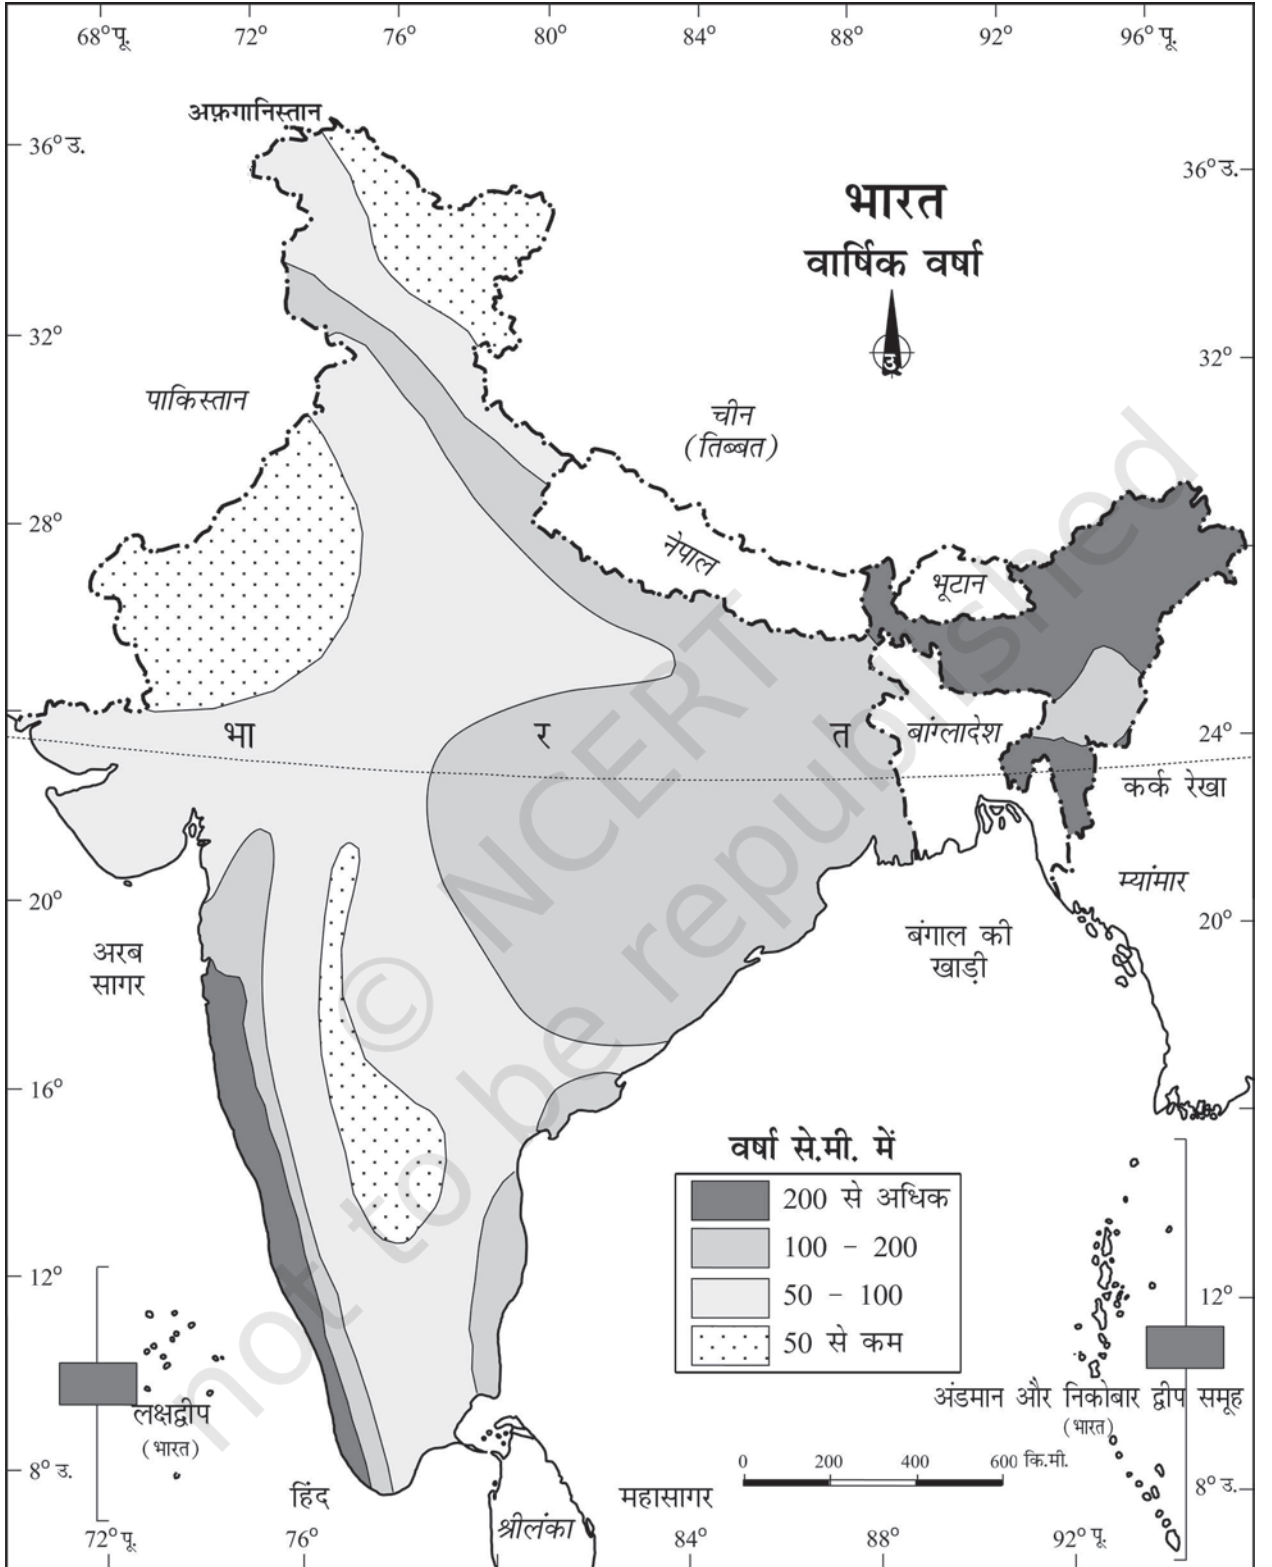 68° पू.
72°
76°
80°
84°
88°
92°
96° पू.
अफ़गानिस्तान
36° उ.
36° उ.
भारत
वार्षिक वर्षा
उ
32°
32°
पाकिस्तान
चीन
(तिब्बत)
28°
नेपाल
भूटान
भा
र
त
बांग्लादेश
24°
कर्क रेखा
म्यांमार
20°
20°
अरब
सागर
बंगाल की
खाड़ी
© NCERT
not to be republished
16°
वर्षा से.मी. में
200 से अधिक
100 - 200
50 - 100
50 से कम
12°
12°
लक्षद्वीप
(भारत)
अंडमान और निकोबार द्वीप समूह
(भारत)
0 200 400 600 कि.मी.
8° उ.
8° उ.
हिंद
महासागर
श्रीलंका
72° पू.
76°
84°
88°
92° पू.